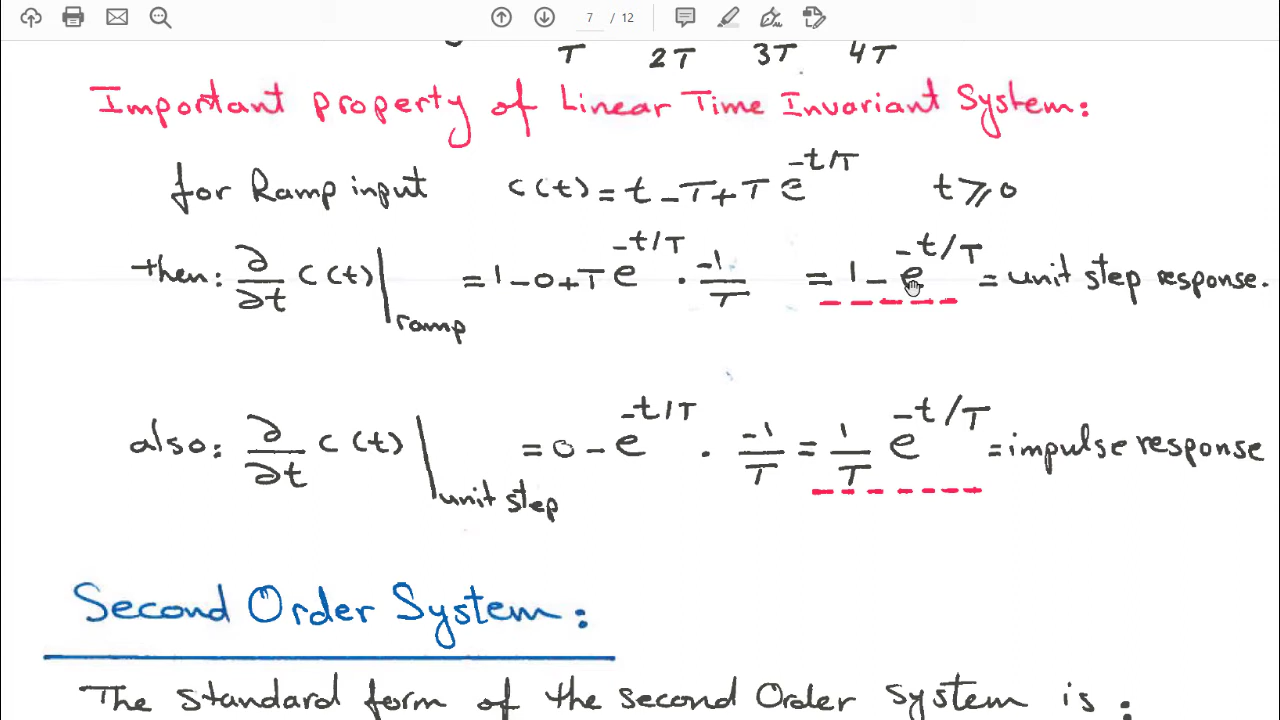 7 / 12
T 2T 3T 4T
Important property of Linear Time Invariant System:
for Ramp input c(t) = t - T + T e^{-t/T} t ⩾ 0
then: ∂/∂t c(t)|ramp = 1 - 0 + T e^{-t/T} · -1/T = 1 - e^{-t/T} = unit step response.
also: ∂/∂t c(t)|unit step = 0 - e^{-t/T} · -1/T = 1/T e^{-t/T} = impulse response
Second Order System:
The standard form of the second Order system is: